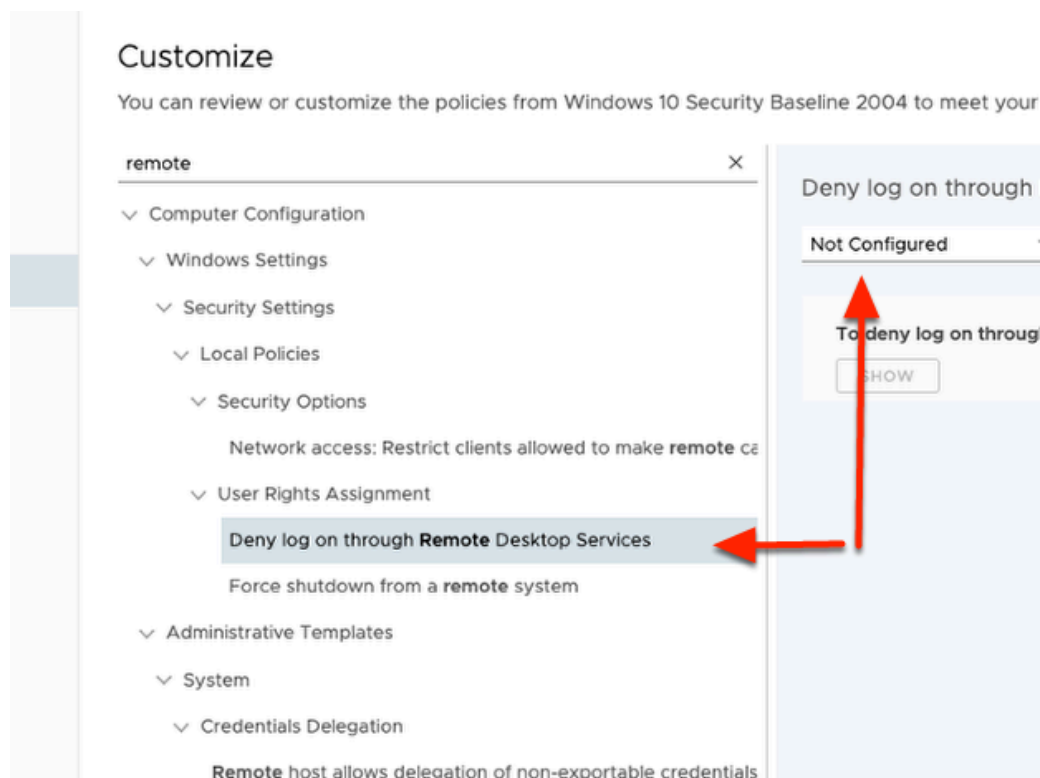 Customize
You can review or customize the policies from Windows 10 Security Baseline 2004 to meet your
remote
Computer Configuration
Windows Settings
Security Settings
Local Policies
Security Options
Network access: Restrict clients allowed to make remote ca
User Rights Assignment
Deny log on through Remote Desktop Services
Force shutdown from a remote system
Administrative Templates
System
Credentials Delegation
Remote host allows delegation of non-exportable credentials
Deny log on through
Not Configured
To deny log on through
SHOW